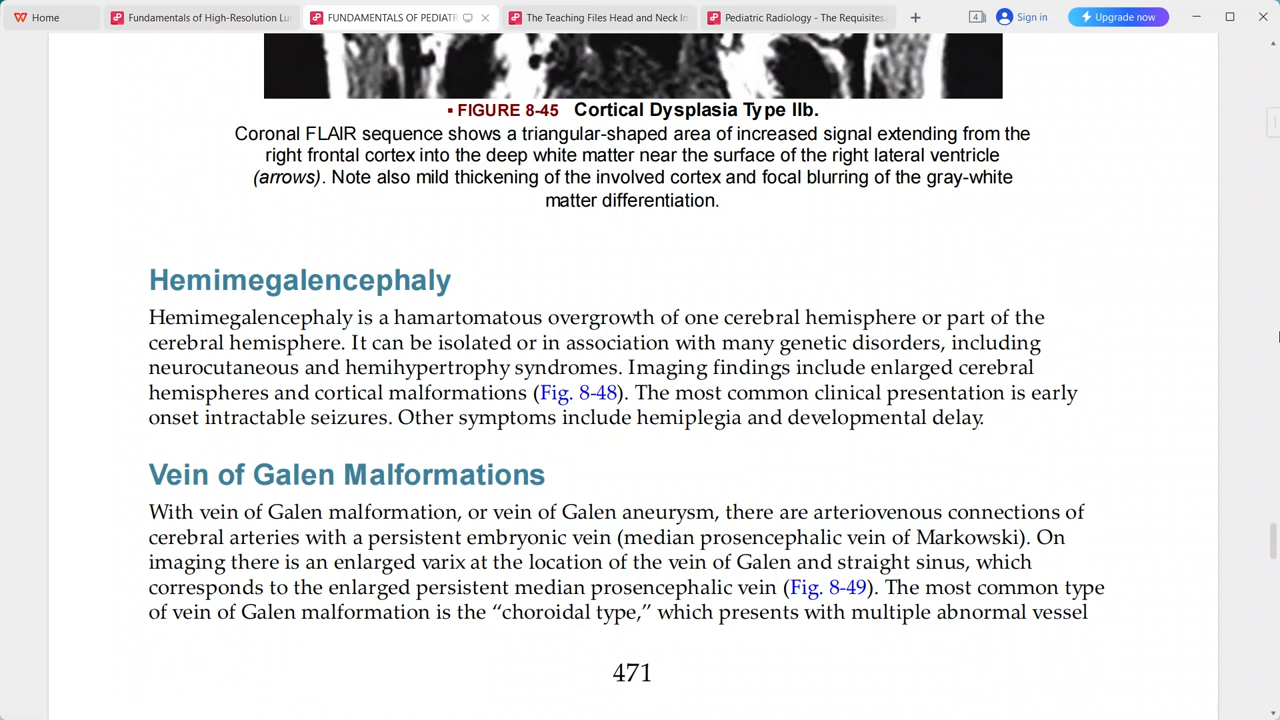 Home
Fundamentals of High-Resolution Lu
FUNDAMENTALS OF PEDIATR
The Teaching Files Head and Neck Im
Pediatric Radiology - The Requisites.
4
Sign in
Upgrade now
▪ FIGURE 8-45 Cortical Dysplasia Type IIb.
Coronal FLAIR sequence shows a triangular-shaped area of increased signal extending from the
right frontal cortex into the deep white matter near the surface of the right lateral ventricle
(arrows). Note also mild thickening of the involved cortex and focal blurring of the gray-white
matter differentiation.
Hemimegalencephaly
Hemimegalencephaly is a hamartomatous overgrowth of one cerebral hemisphere or part of the
cerebral hemisphere. It can be isolated or in association with many genetic disorders, including
neurocutaneous and hemihypertrophy syndromes. Imaging findings include enlarged cerebral
hemispheres and cortical malformations (Fig. 8-48). The most common clinical presentation is early
onset intractable seizures. Other symptoms include hemiplegia and developmental delay.
Vein of Galen Malformations
With vein of Galen malformation, or vein of Galen aneurysm, there are arteriovenous connections of
cerebral arteries with a persistent embryonic vein (median prosencephalic vein of Markowski). On
imaging there is an enlarged varix at the location of the vein of Galen and straight sinus, which
corresponds to the enlarged persistent median prosencephalic vein (Fig. 8-49). The most common type
of vein of Galen malformation is the “choroidal type,” which presents with multiple abnormal vessel
471